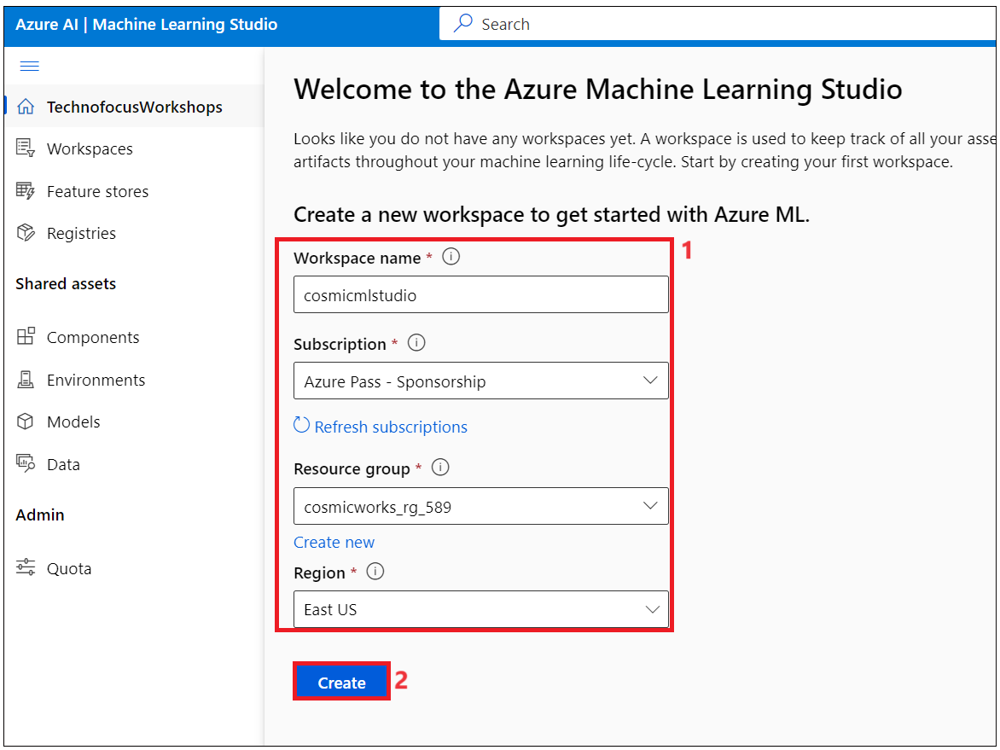 Azure AI | Machine Learning Studio
Search
TechnofocusWorkshops
Workspaces
Feature stores
Registries
Shared assets
Components
Environments
Models
Data
Admin
Quota
Welcome to the Azure Machine Learning Studio
Looks like you do not have any workspaces yet. A workspace is used to keep track of all your asse
artifacts throughout your machine learning life-cycle. Start by creating your first workspace.
Create a new workspace to get started with Azure ML.
1
Workspace name *
cosmicmlstudio
Subscription *
Azure Pass - Sponsorship
Refresh subscriptions
Resource group *
cosmicworks_rg_589
Create new
Region *
East US
Create 2